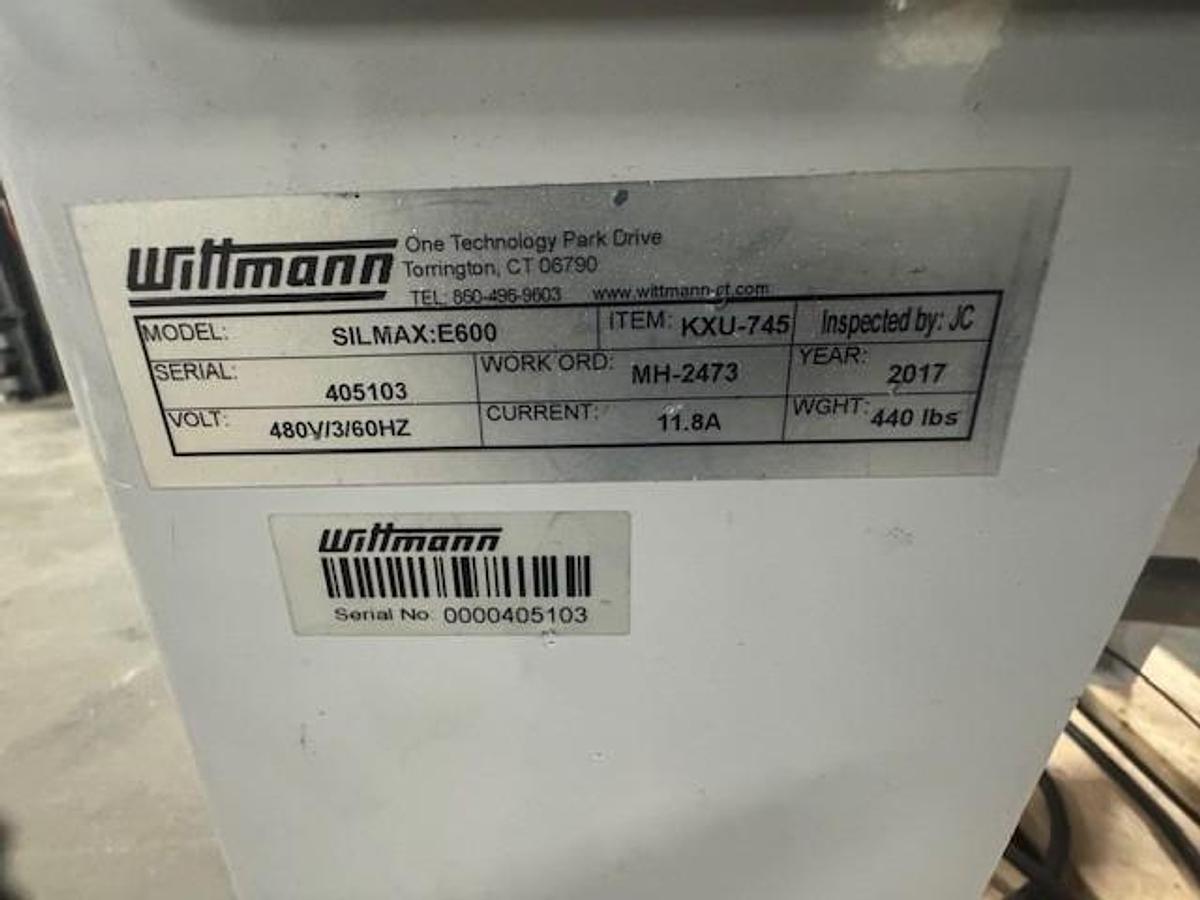 Wittmann
One Technology Park Drive
Torrington, CT 06790
TEL: 860-496-9603 www.wittmann-ct.com
MODEL: SILMAX:E600 ITEM: KXU-745 Inspected by: JC
SERIAL: 405103 WORK ORD: MH-2473 YEAR: 2017
VOLT: 480V/3/60HZ CURRENT: 11.8A WGHT: 440 lbs
Wittmann
Serial No. 0000405103